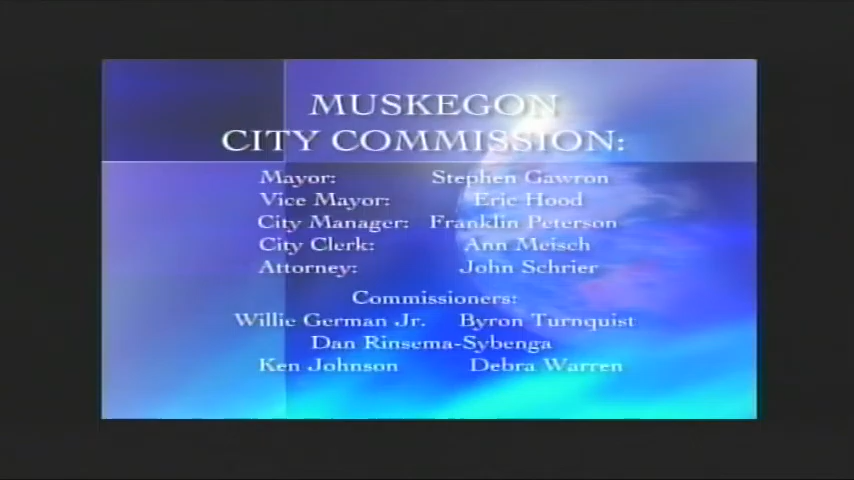 MUSKEGON
CITY COMMISSION:
Mayor: Stephen Gawron
Vice Mayor: Eric Hood
City Manager: Franklin Peterson
City Clerk: Ann Meisch
Attorney: John Schrier
Commissioners:
Willie German Jr. Byron Turnquist
Dan Rinsema-Sybenga
Ken Johnson Debra Warren